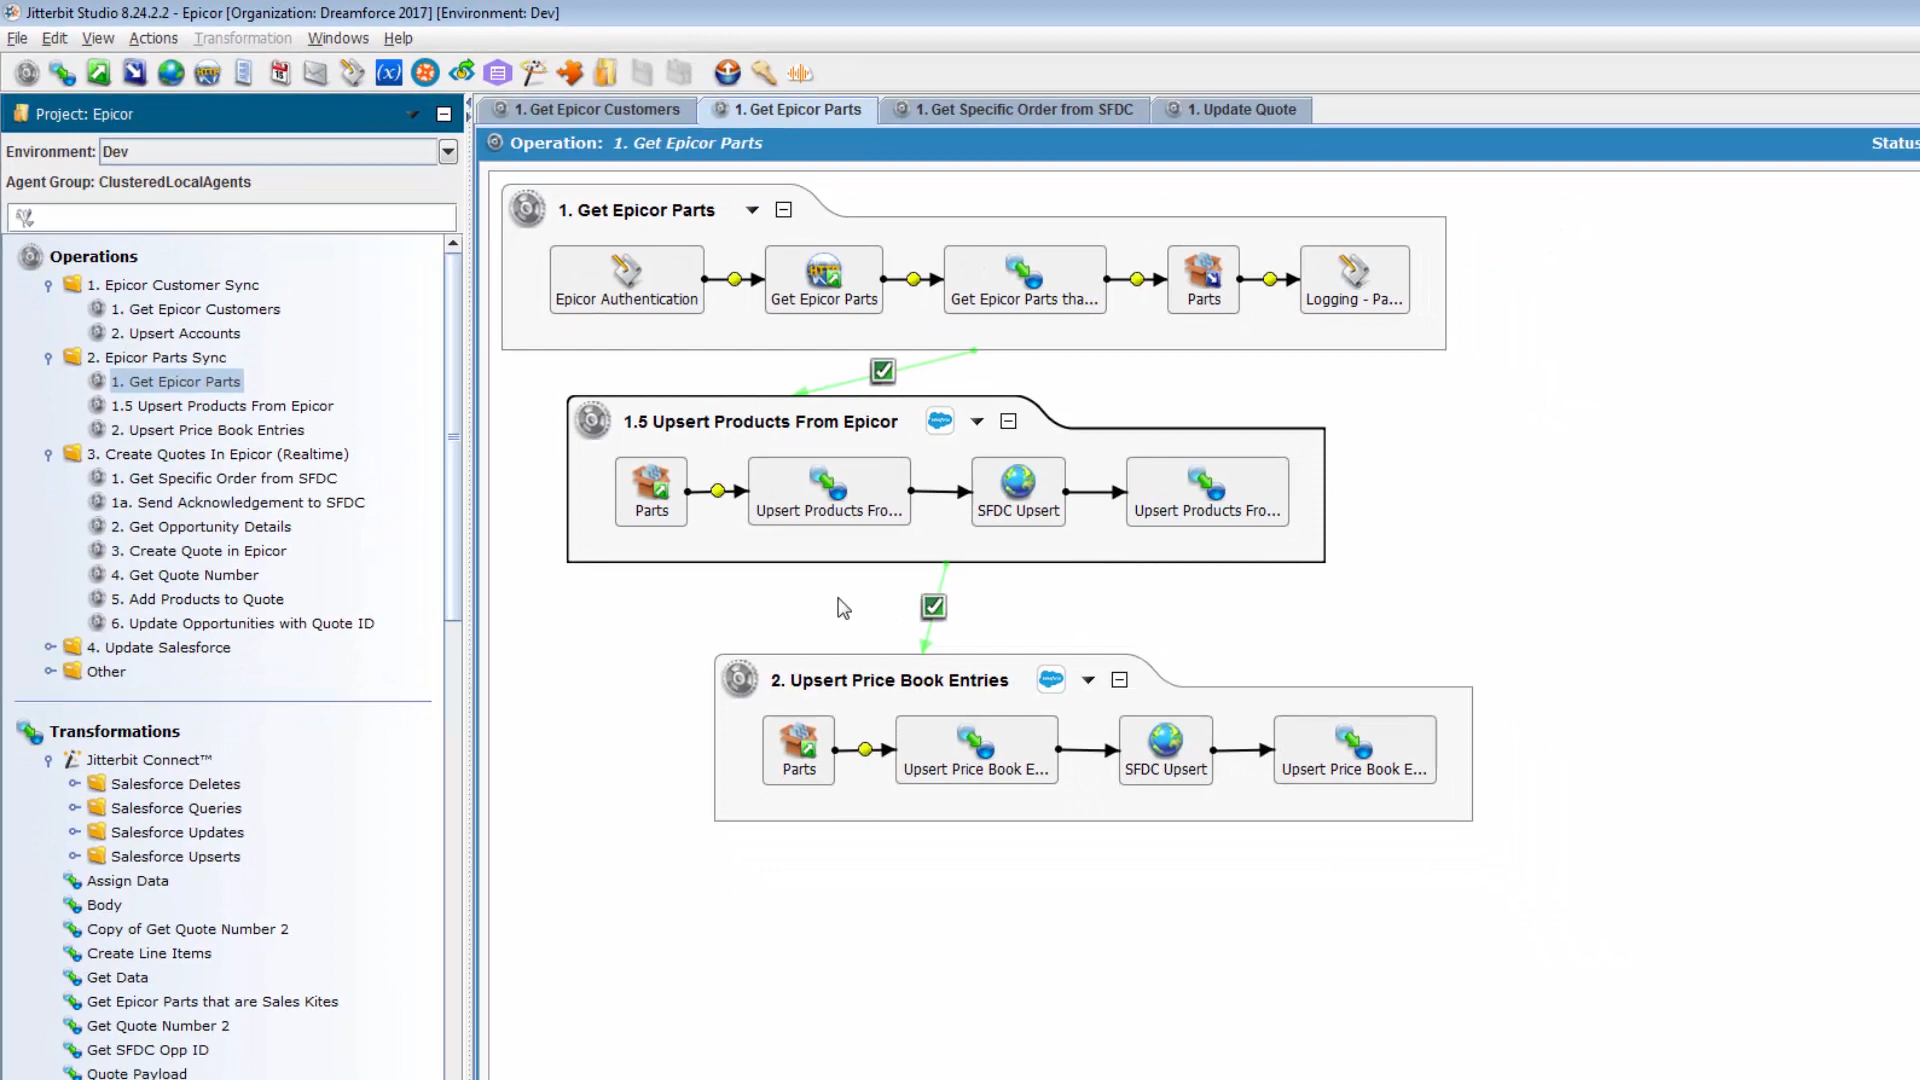 Jitterbit Studio 8.24.2.2 - Epicor [Organization: Dreamforce 2017] [Environment: Dev]
File Edit View Actions Transformation Windows Help
Project: Epicor
Environment: Dev
Agent Group: ClusteredLocalAgents
Operations
1. Epicor Customer Sync
1. Get Epicor Customers
2. Upsert Accounts
2. Epicor Parts Sync
1. Get Epicor Parts
1.5 Upsert Products From Epicor
2. Upsert Price Book Entries
3. Create Quotes In Epicor (Realtime)
1. Get Specific Order from SFDC
1a. Send Acknowledgement to SFDC
2. Get Opportunity Details
3. Create Quote in Epicor
4. Get Quote Number
5. Add Products to Quote
6. Update Opportunities with Quote ID
4. Update Salesforce
Other
Transformations
Jitterbit Connect™
Salesforce Deletes
Salesforce Queries
Salesforce Updates
Salesforce Upserts
Assign Data
Body
Copy of Get Quote Number 2
Create Line Items
Get Data
Get Epicor Parts that are Sales Kites
Get Quote Number 2
Get SFDC Opp ID
Quote Payload
1. Get Epicor Customers 1. Get Epicor Parts 1. Get Specific Order from SFDC 1. Update Quote
Operation: 1. Get Epicor Parts Status
1. Get Epicor Parts
Epicor Authentication Get Epicor Parts Get Epicor Parts tha... Parts Logging - Pa...
1.5 Upsert Products From Epicor
Parts Upsert Products Fro... SFDC Upsert Upsert Products Fro...
2. Upsert Price Book Entries
Parts Upsert Price Book E... SFDC Upsert Upsert Price Book E...